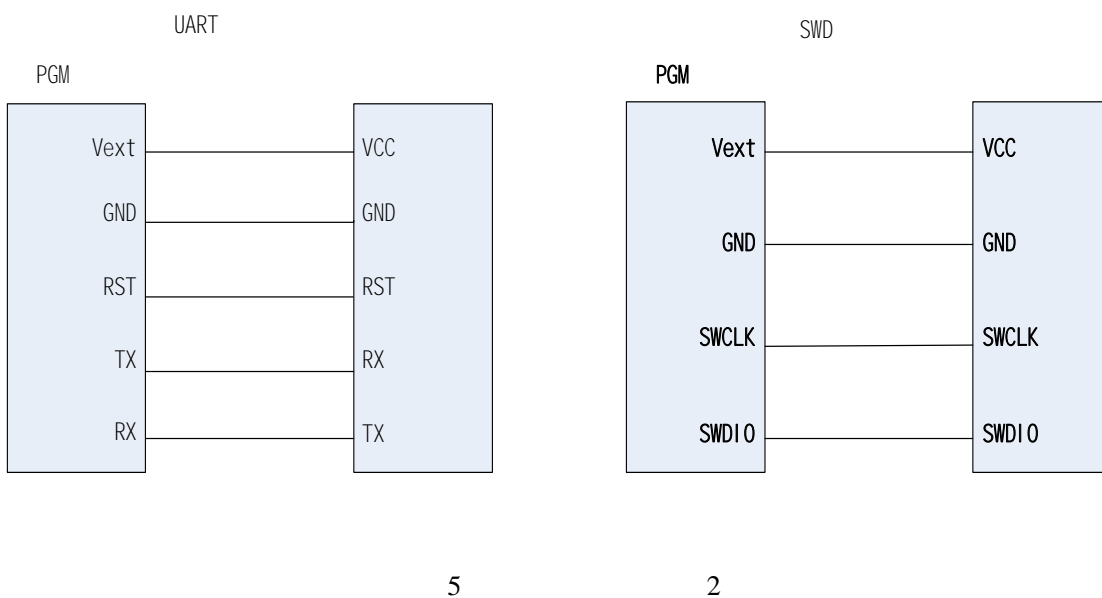 UART
PGM
Vext
GND
RST
TX
RX
VCC
GND
RST
RX
TX
SWD
PGM
Vext
GND
SWCLK
SWDIO
VCC
GND
SWCLK
SWDIO
5 2